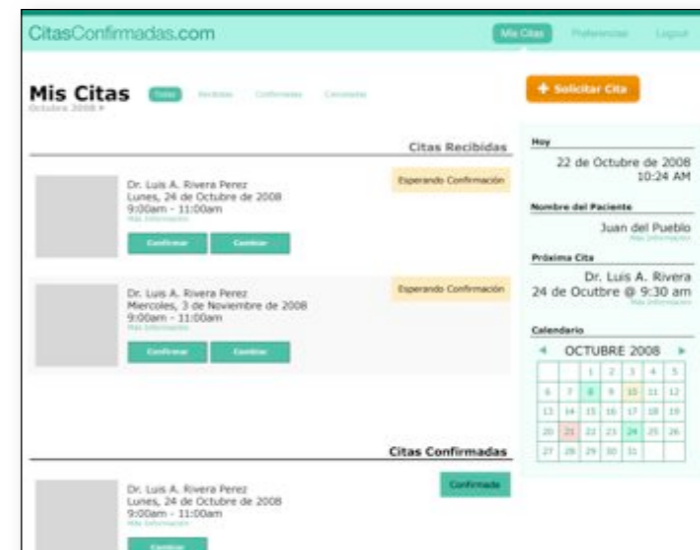 CitasConfirmadas.com
Mis Citas Preferencias Logout
Mis Citas Todas Recibidas Confirmadas Canceladas
Octubre 2008
+ Solicitar Cita
Citas Recibidas
Dr. Luis A. Rivera Perez
Lunes, 24 de Octubre de 2008
9:00am - 11:00am
Más Información
Confirmar Cambiar
Esperando Confirmación
Dr. Luis A. Rivera Perez
Miercoles, 3 de Noviembre de 2008
9:00am - 11:00am
Más Información
Confirmar Cambiar
Esperando Confirmación
Citas Confirmadas
Dr. Luis A. Rivera Perez
Lunes, 24 de Octubre de 2008
9:00am - 11:00am
Más Información
Cambiar
Confirmada
Hoy
22 de Octubre de 2008
10:24 AM
Nombre del Paciente
Juan del Pueblo
Más Información
Próxima Cita
Dr. Luis A. Rivera
24 de Ocutbre @ 9:30 am
Más Información
Calendario
OCTUBRE 2008
1 2 3 4 5
6 7 8 9 10 11 12
13 14 15 16 17 18 19
20 21 22 23 24 25 26
27 28 29 30 31